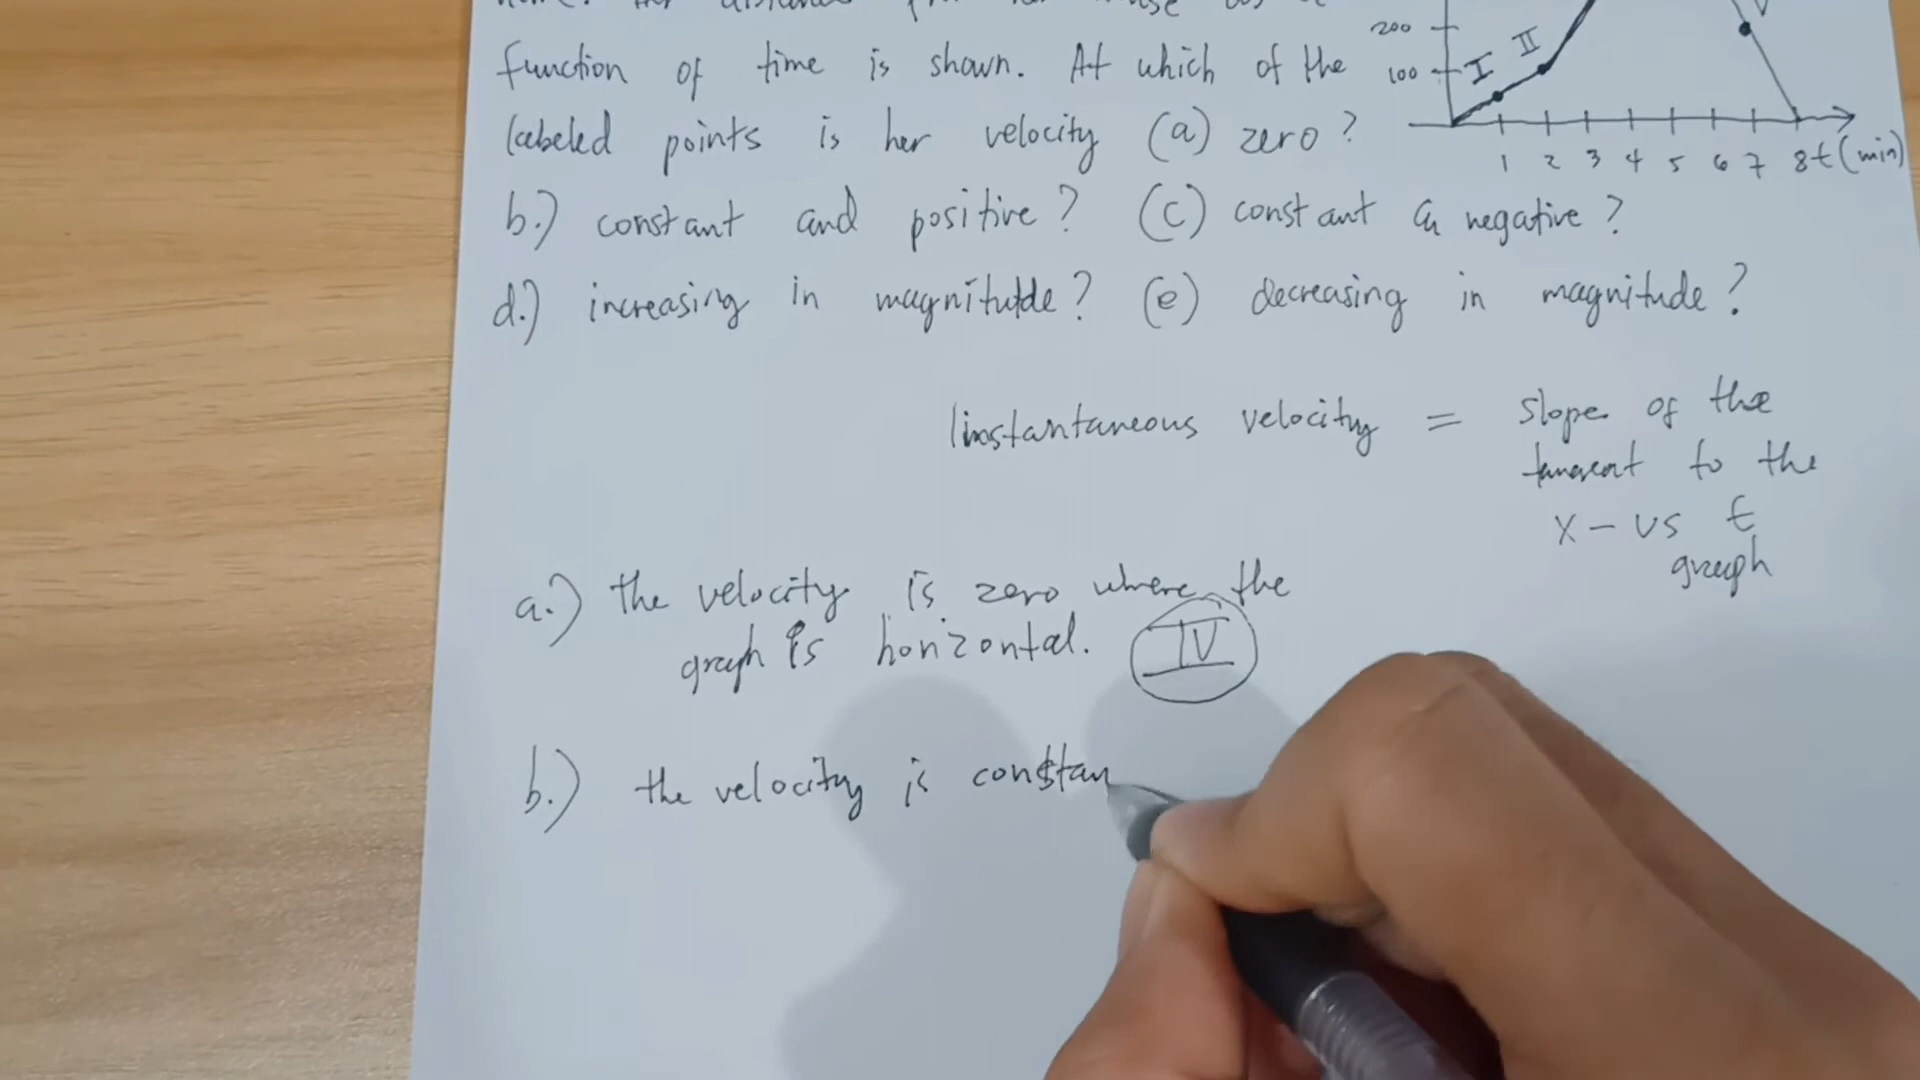 function of time is shown. At which of the
labeled points is her velocity (a) zero?
b.) constant and positive? (c) constant & negative?
d.) increasing in magnitude? (e) decreasing in magnitude?
200
100
I II
V
1 2 3 4 5 6 7 8 t (min)
instantaneous velocity = slope of the
tangent to the
x - vs t
graph
a.) the velocity is zero where the
graph is horizontal. IV
b.) the velocity is constan